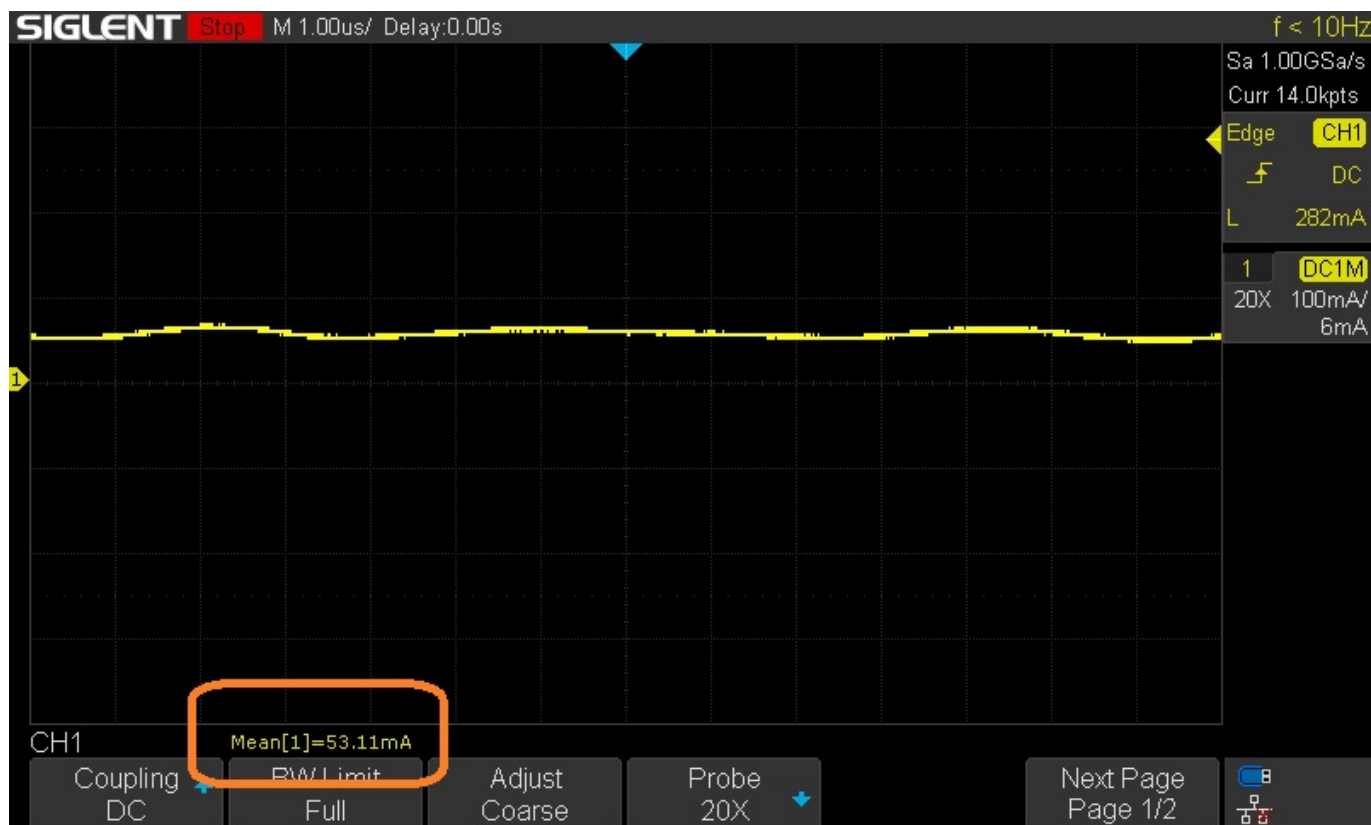 SIGLENT Stop M 1.00us/ Delay:0.00s f < 10Hz
Sa 1.00GSa/s
Curr 14.0kpts
Edge CH1
DC
L 282mA
1 DC1M
20X 100mA/
6mA
1
CH1 Mean[1]=53.11mA
Coupling BW Limit Adjust Probe Next Page
DC Full Coarse 20X Page 1/2